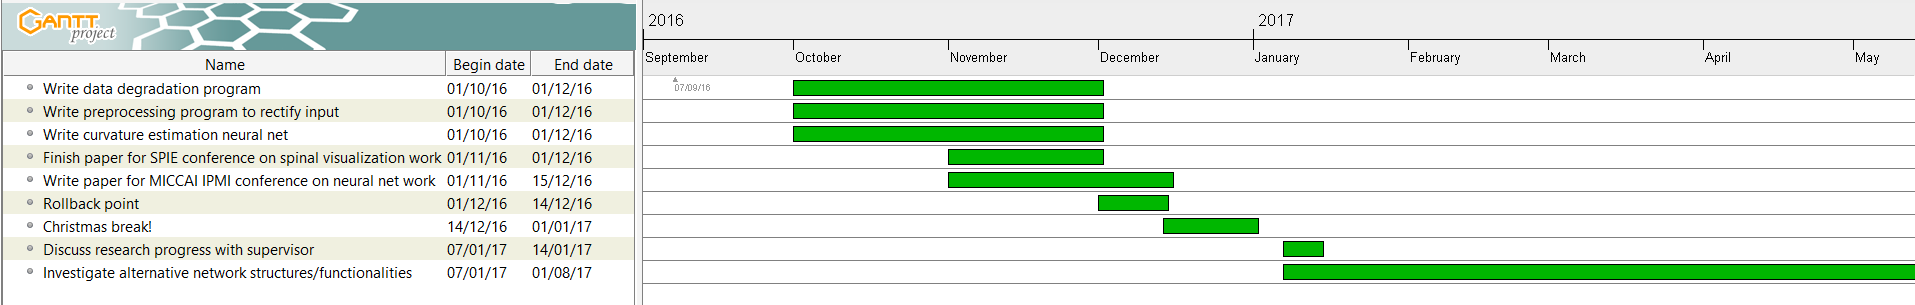 GANTT
project
2016 2017
September October November December January February March April May
Name Begin date End date
07/09/16
Write data degradation program 01/10/16 01/12/16
Write preprocessing program to rectify input 01/10/16 01/12/16
Write curvature estimation neural net 01/10/16 01/12/16
Finish paper for SPIE conference on spinal visualization work 01/11/16 01/12/16
Write paper for MICCAI IPMI conference on neural net work 01/11/16 15/12/16
Rollback point 01/12/16 14/12/16
Christmas break! 14/12/16 01/01/17
Discuss research progress with supervisor 07/01/17 14/01/17
Investigate alternative network structures/functionalities 07/01/17 01/08/17